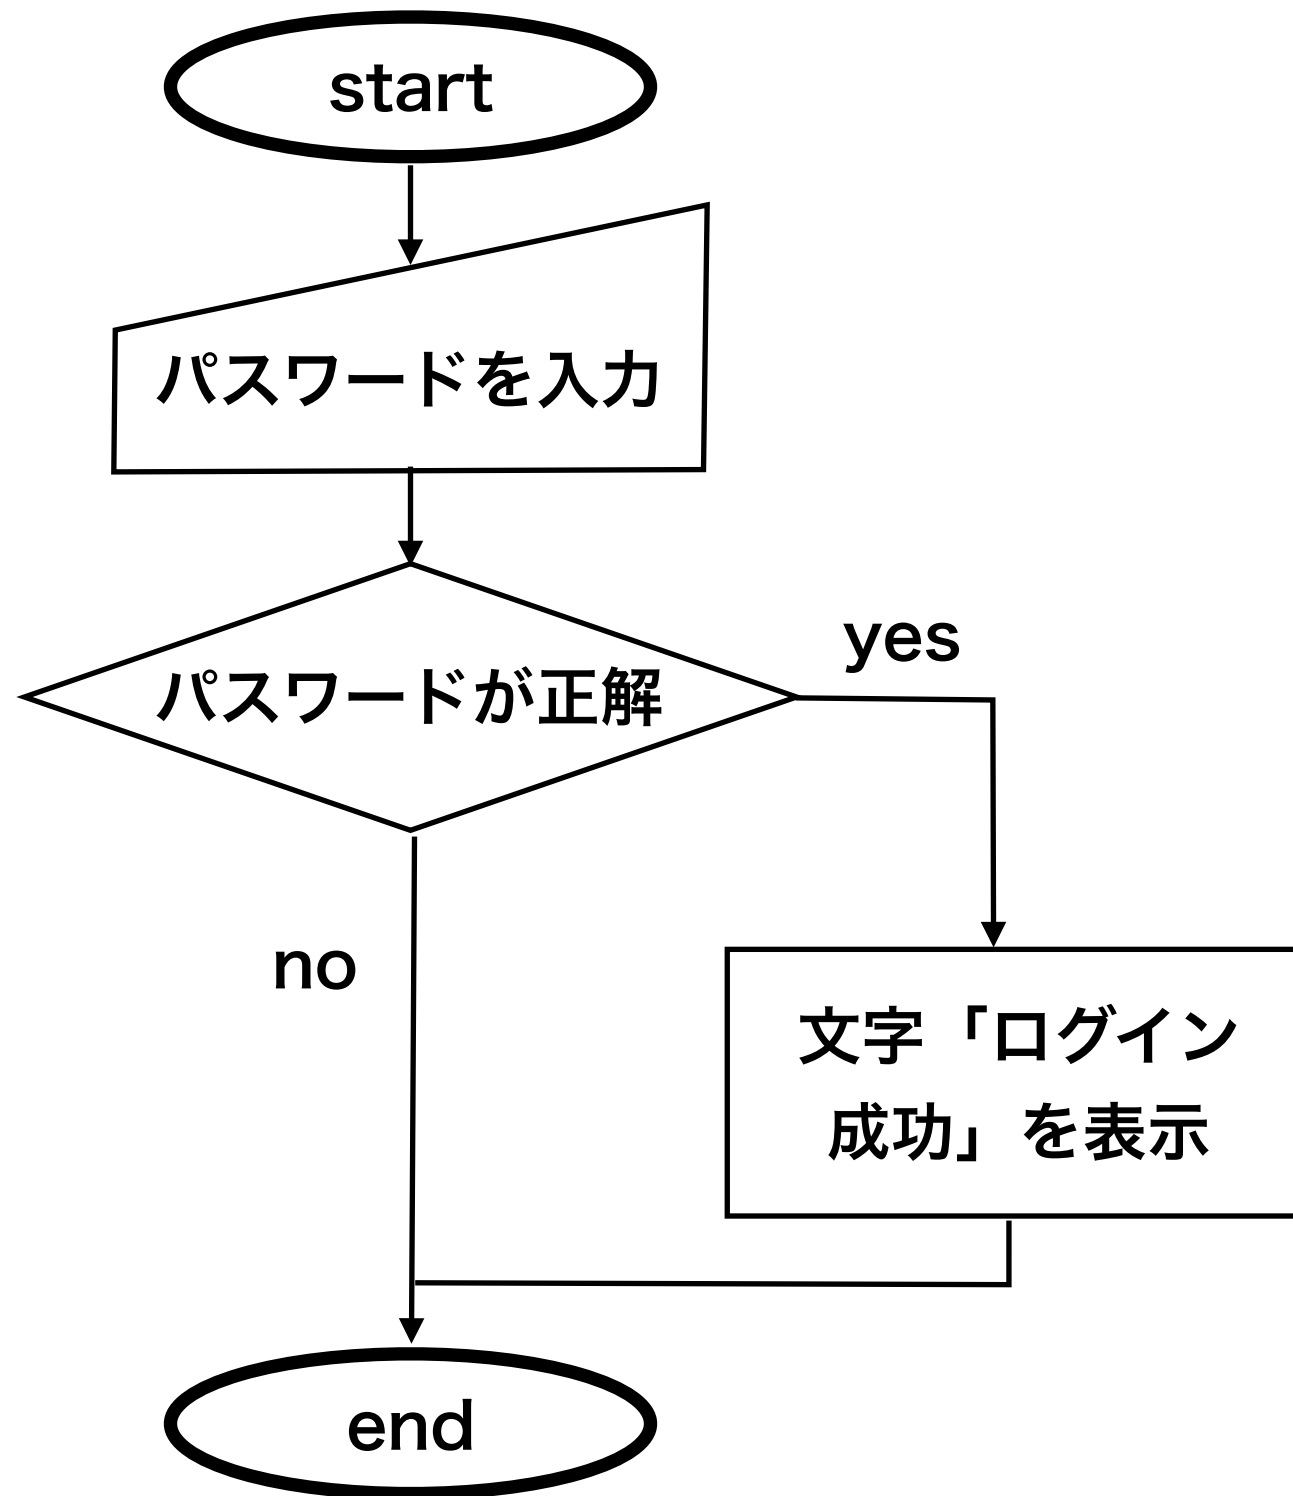 start
パスワードを入力
パスワードが正解
yes
no
文字「ログイン
成功」を表示
end